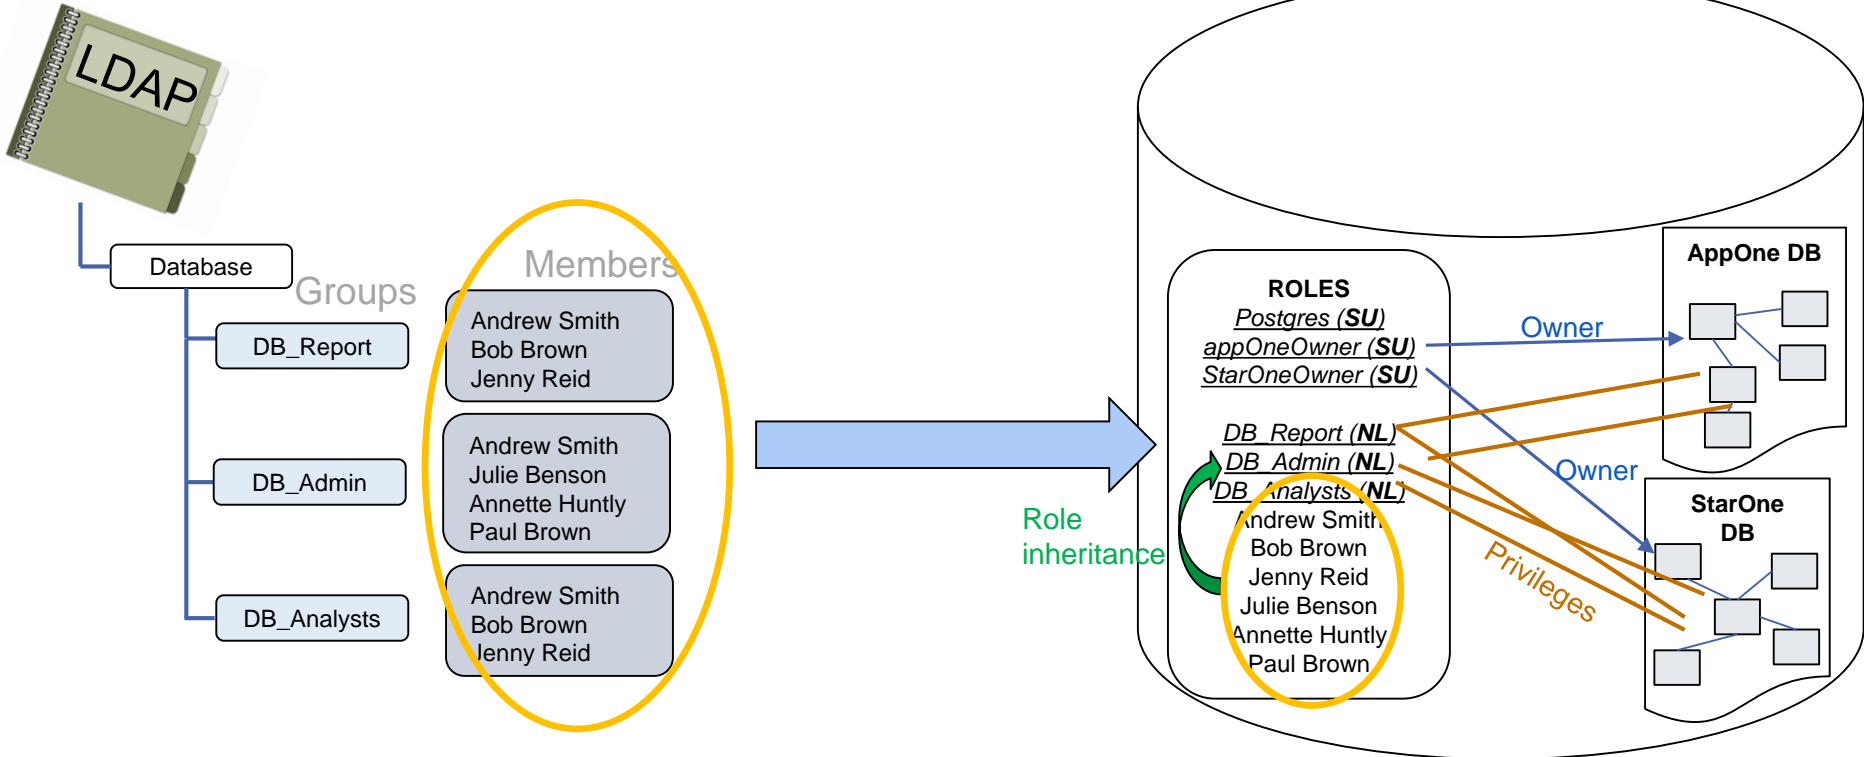 LDAP
Database
Groups
Members
DB_Report
Andrew Smith
Bob Brown
Jenny Reid
DB_Admin
Andrew Smith
Julie Benson
Annette Huntly
Paul Brown
DB_Analysts
Andrew Smith
Bob Brown
Jenny Reid
Role
inheritance
ROLES
Postgres (SU)
appOneOwner (SU)
StarOneOwner (SU)
DB_Report (NL)
DB_Admin (NL)
DB_Analysts (NL)
Andrew Smith
Bob Brown
Jenny Reid
Julie Benson
Annette Huntly
Paul Brown
Owner
Owner
Privileges
AppOne DB
StarOne
DB